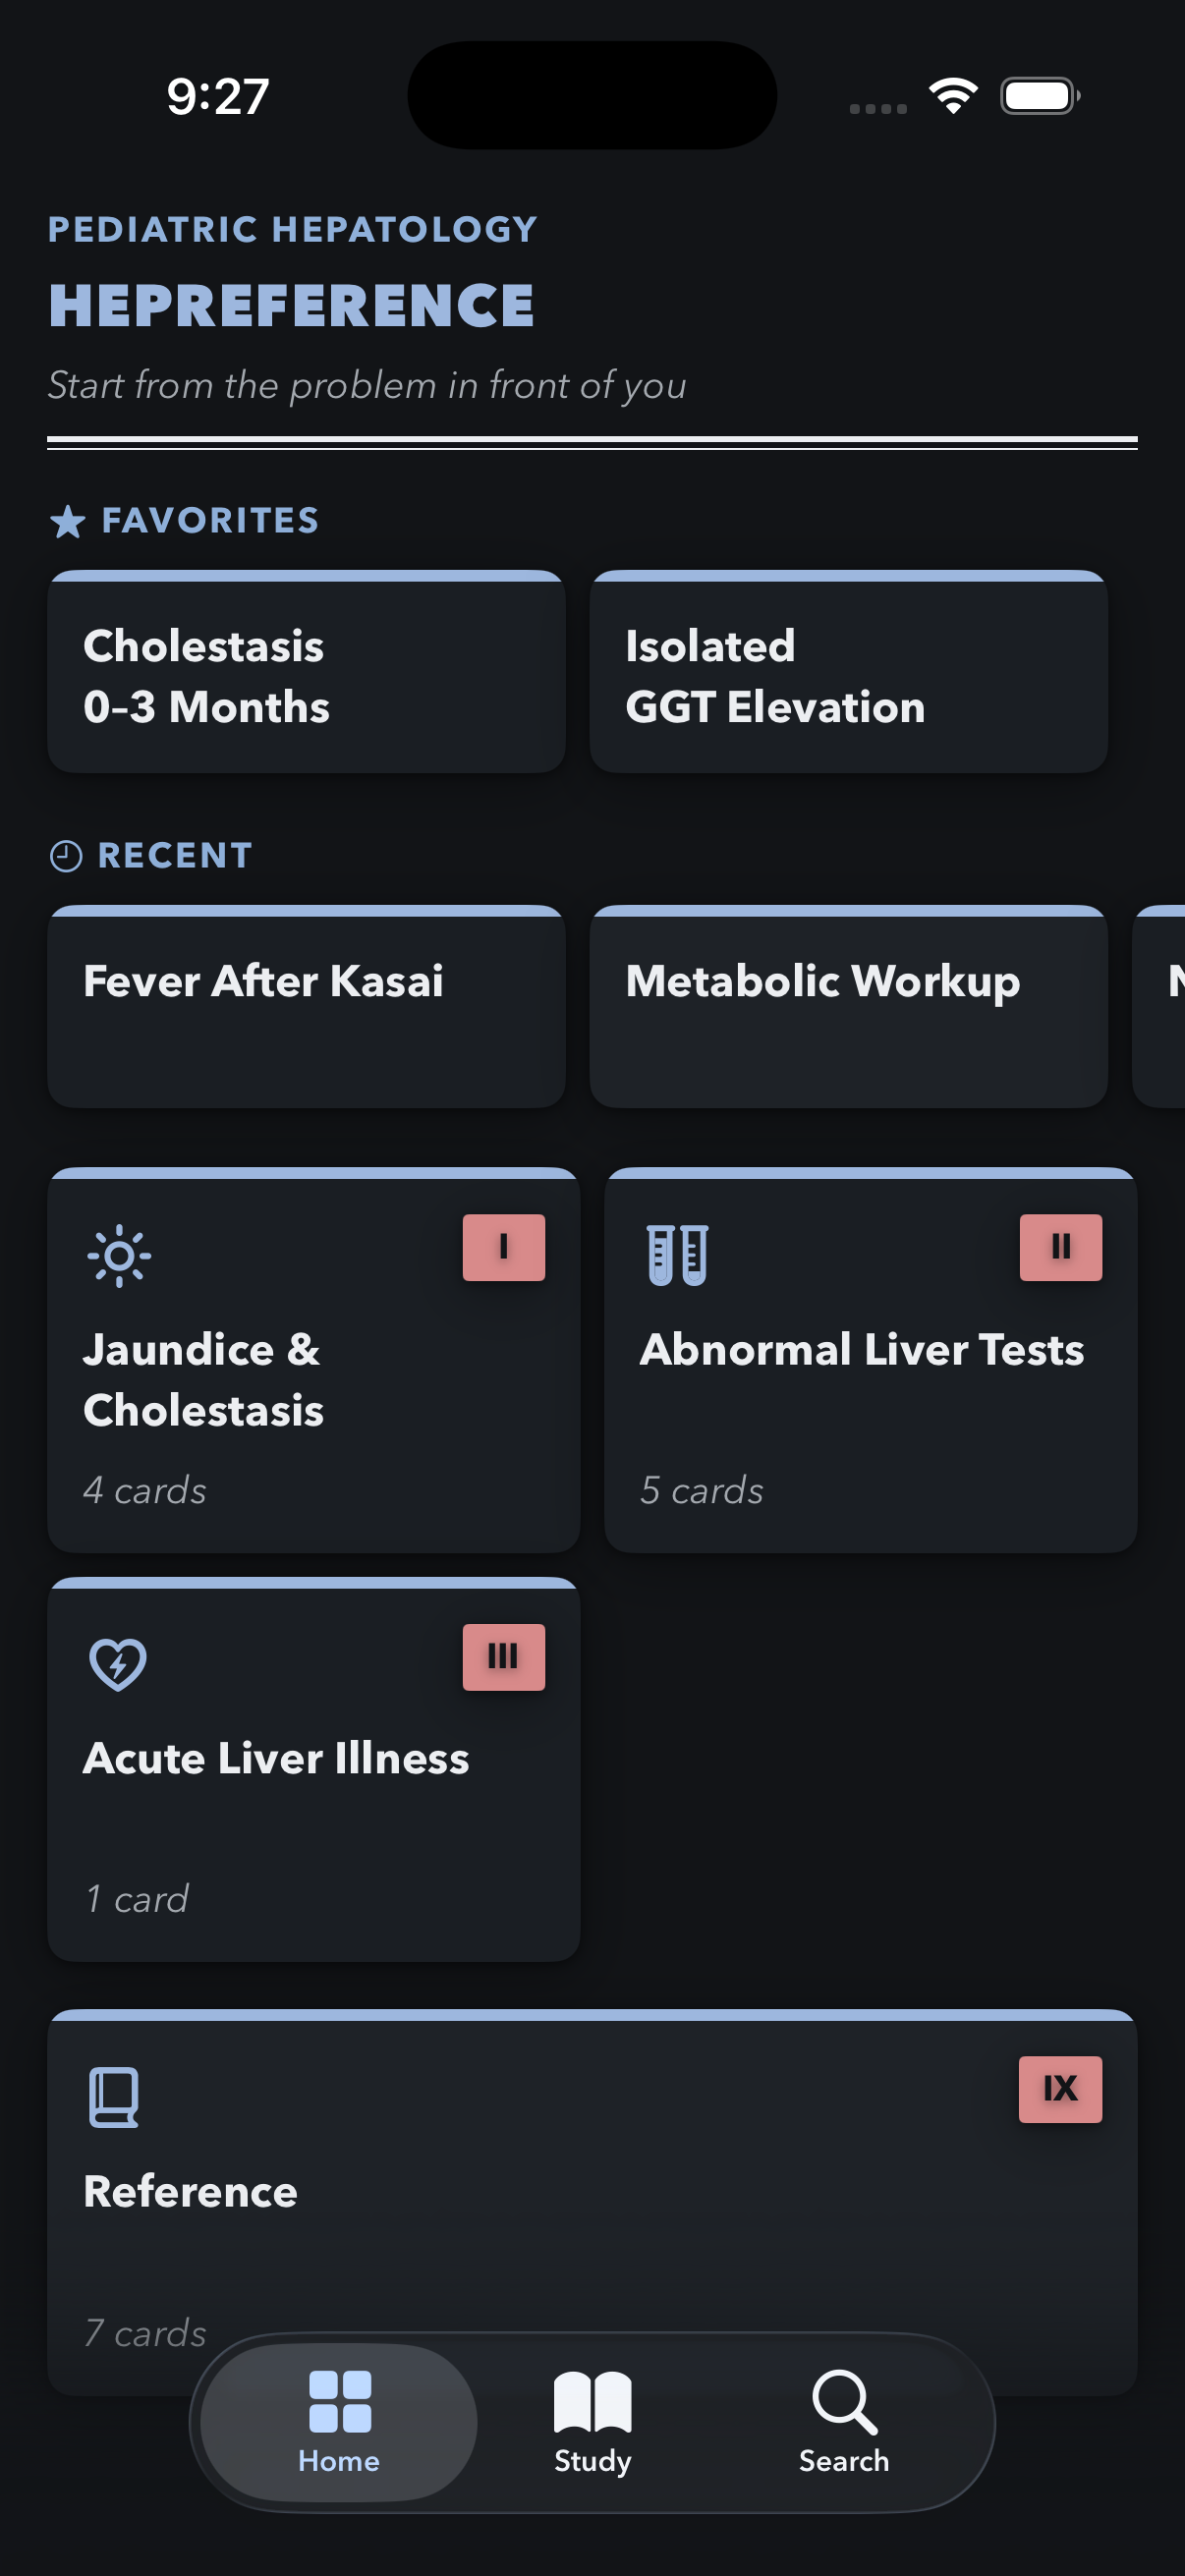 9:27
PEDIATRIC HEPATOLOGY
HEPREFERENCE
Start from the problem in front of you
FAVORITES
Cholestasis
0–3 Months
Isolated
GGT Elevation
RECENT
Fever After Kasai
Metabolic Workup
I
Jaundice &
Cholestasis
4 cards
II
Abnormal Liver Tests
5 cards
III
Acute Liver Illness
1 card
IX
Reference
7 cards
Home
Study
Search